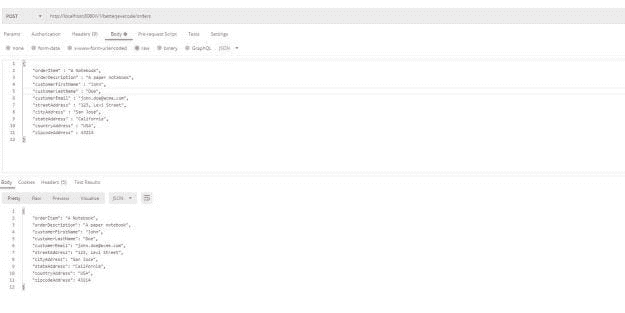 POST http://localhost:8080/v1/betterjavacode/orders
Params Authorization Headers (9) Body Pre-request Script Tests Settings
none form-data x-www-form-urlencoded raw binary GraphQL JSON
1 {
2 "orderItem" : "A Notebook",
3 "orderDescription" : "A paper notebook",
4 "customerFirstName" : "John",
5 "customerLastName" : "Doe",
6 "customerEmail" : "john.doe@acme.com",
7 "streetAddress" : "123, Levi Street",
8 "cityAddress" : "San Jose",
9 "stateAddress" : "California",
10 "countryAddress" : "USA",
11 "zipcodeAddress" : 43214
12 }
Body Cookies Headers (5) Test Results
Pretty Raw Preview Visualize JSON
1 {
2 "orderItem": "A Notebook",
3 "orderDescription": "A paper notebook",
4 "customerFirstName": "John",
5 "customerLastName": "Doe",
6 "customerEmail": "john.doe@acme.com",
7 "streetAddress": "123, Levi Street",
8 "cityAddress": "San Jose",
9 "stateAddress": "California",
10 "countryAddress": "USA",
11 "zipcodeAddress": 43214
12 }